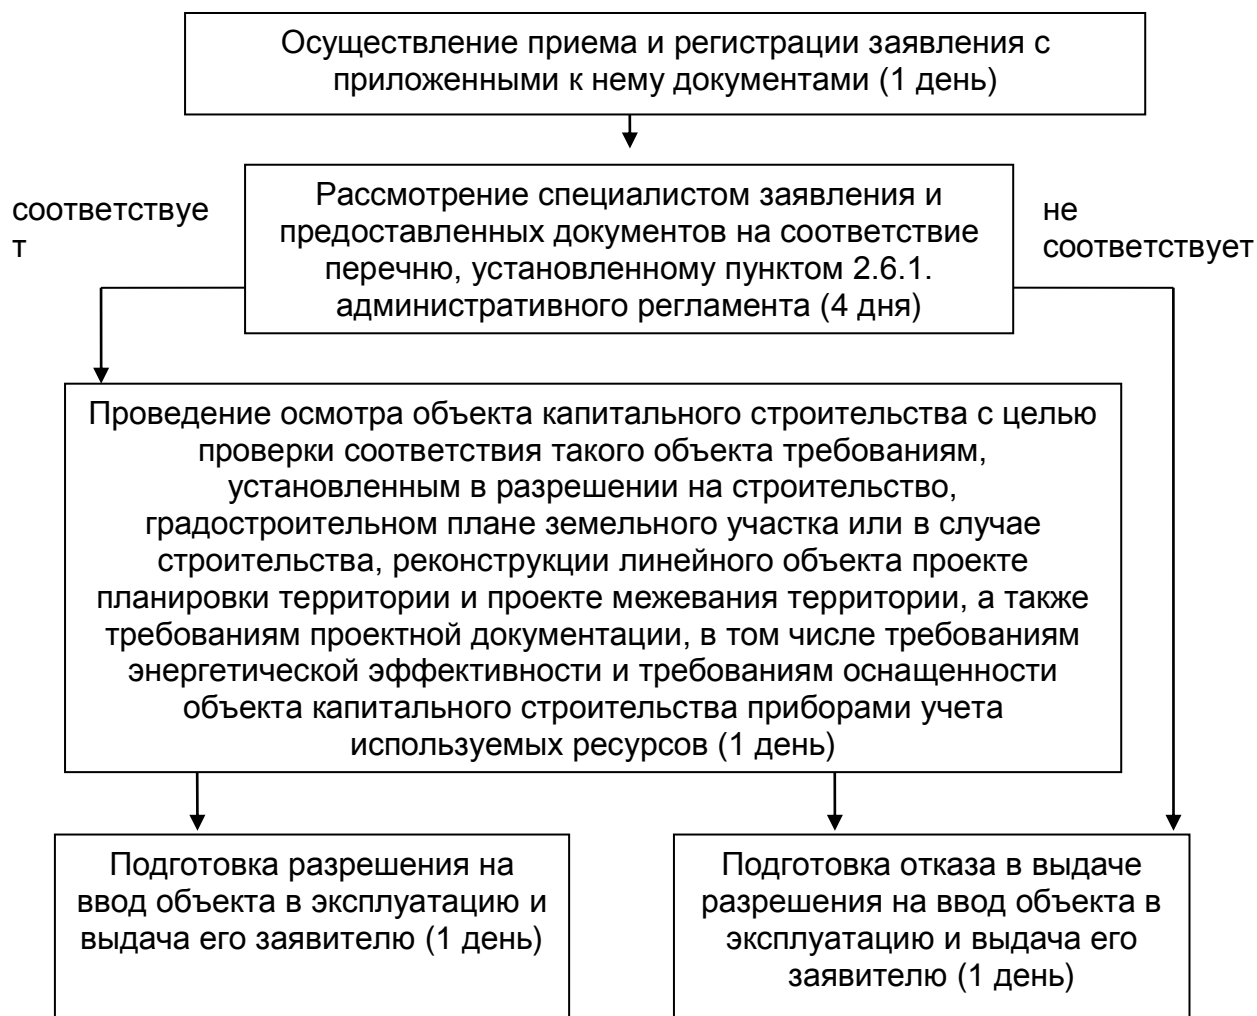 Осуществление приема и регистрации заявления с
приложенными к нему документами (1 день)
соответствуе
т
Рассмотрение специалистом заявления и
предоставленных документов на соответствие
перечню, установленному пунктом 2.6.1.
административного регламента (4 дня)
не
соответствует
Проведение осмотра объекта капитального строительства с целью
проверки соответствия такого объекта требованиям,
установленным в разрешении на строительство,
градостроительном плане земельного участка или в случае
строительства, реконструкции линейного объекта проекте
планировки территории и проекте межевания территории, а также
требованиям проектной документации, в том числе требованиям
энергетической эффективности и требованиям оснащенности
объекта капитального строительства приборами учета
используемых ресурсов (1 день)
Подготовка разрешения на
ввод объекта в эксплуатацию и
выдача его заявителю (1 день)
Подготовка отказа в выдаче
разрешения на ввод объекта в
эксплуатацию и выдача его
заявителю (1 день)